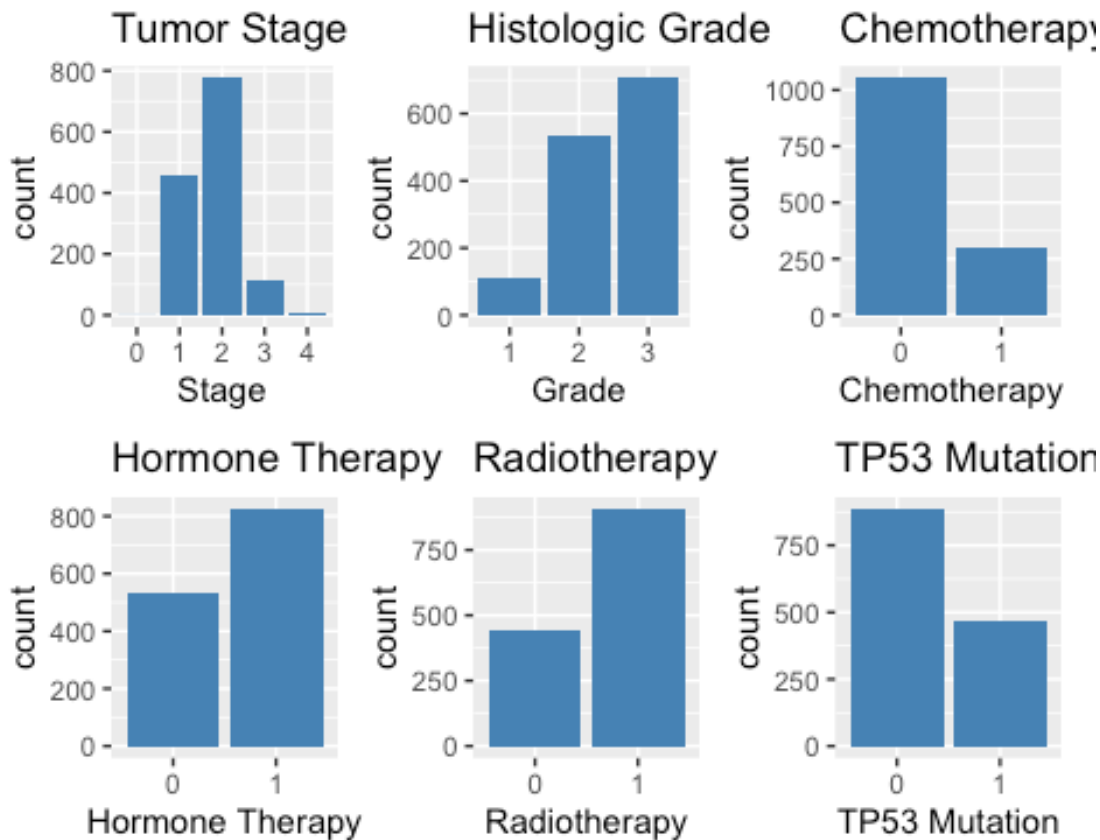 Tumor Stage
800
600
400
200
0
count
0 1 2 3 4
Stage
Histologic Grade
600
400
200
0
count
1 2 3
Grade
Chemotherapy
1000
750
500
250
0
count
0 1
Chemotherapy
Hormone Therapy
800
600
400
200
0
count
0 1
Hormone Therapy
Radiotherapy
750
500
250
0
count
0 1
Radiotherapy
TP53 Mutation
750
500
250
0
count
0 1
TP53 Mutation